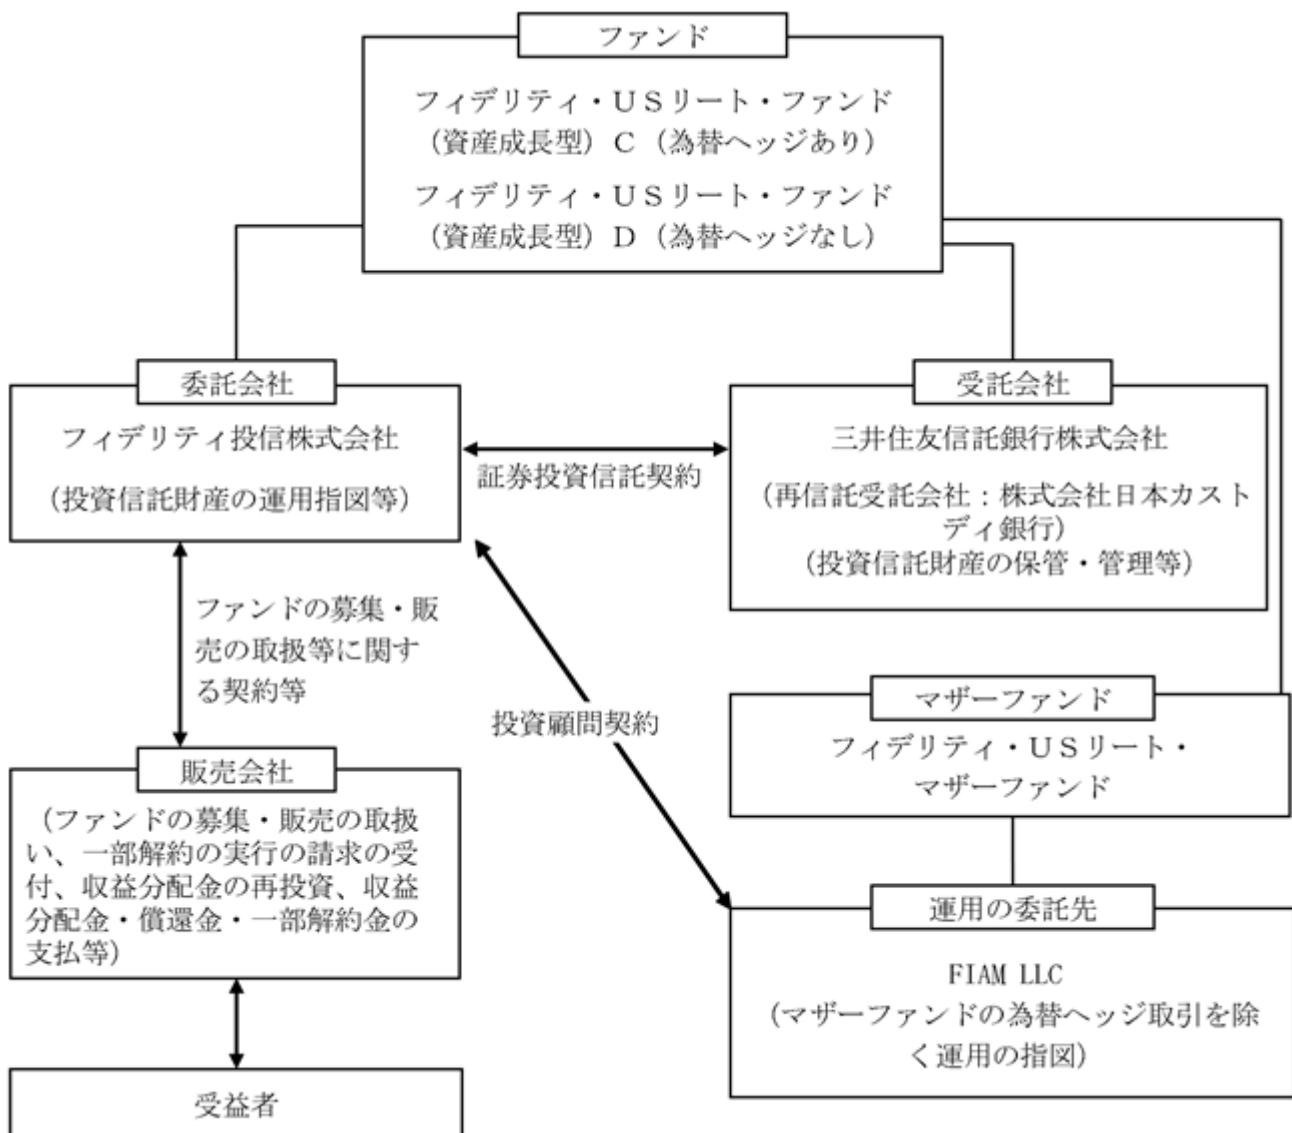 ファンド
フィデリティ・ＵＳリート・ファンド
（資産成長型）Ｃ（為替ヘッジあり）
フィデリティ・ＵＳリート・ファンド
（資産成長型）Ｄ（為替ヘッジなし）
委託会社
フィデリティ投信株式会社
（投資信託財産の運用指図等）
証券投資信託契約
受託会社
三井住友信託銀行株式会社
（再信託受託会社：株式会社日本カスト
ディ銀行）
（投資信託財産の保管・管理等）
ファンドの募集・販
売の取扱等に関す
る契約等
投資顧問契約
マザーファンド
フィデリティ・ＵＳリート・
マザーファンド
販売会社
（ファンドの募集・販売の取扱
い、一部解約の実行の請求の受
付、収益分配金の再投資、収益
分配金・償還金・一部解約金の
支払等）
運用の委託先
FIAM LLC
（マザーファンドの為替ヘッジ取引を除
く運用の指図）
受益者